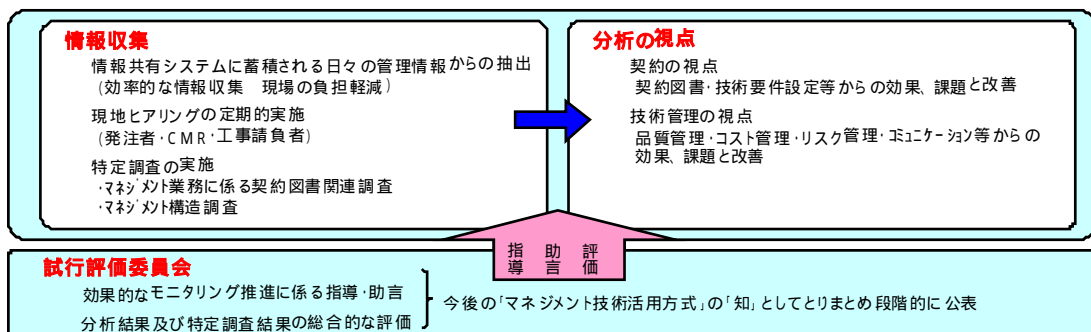 情報収集
情報共有システムに蓄積される日々の管理情報からの抽出
(効率的な情報収集 現場の負担軽減)
現地ヒアリングの定期的実施
(発注者・CMR・工事請負者)
特定調査の実施
・マネジメント業務に係る契約図書関連調査
・マネジメント構造調査
分析の視点
契約の視点
契約図書・技術要件設定等からの効果、課題と改善
技術管理の視点
品質管理・コスト管理・リスク管理・コミュニケーション等からの
効果、課題と改善
指導 助言 評価
試行評価委員会
効果的なモニタリング推進に係る指導・助言
分析結果及び特定調査結果の総合的な評価
今後の「マネジメント技術活用方式」の「知」としてとりまとめ段階的に公表